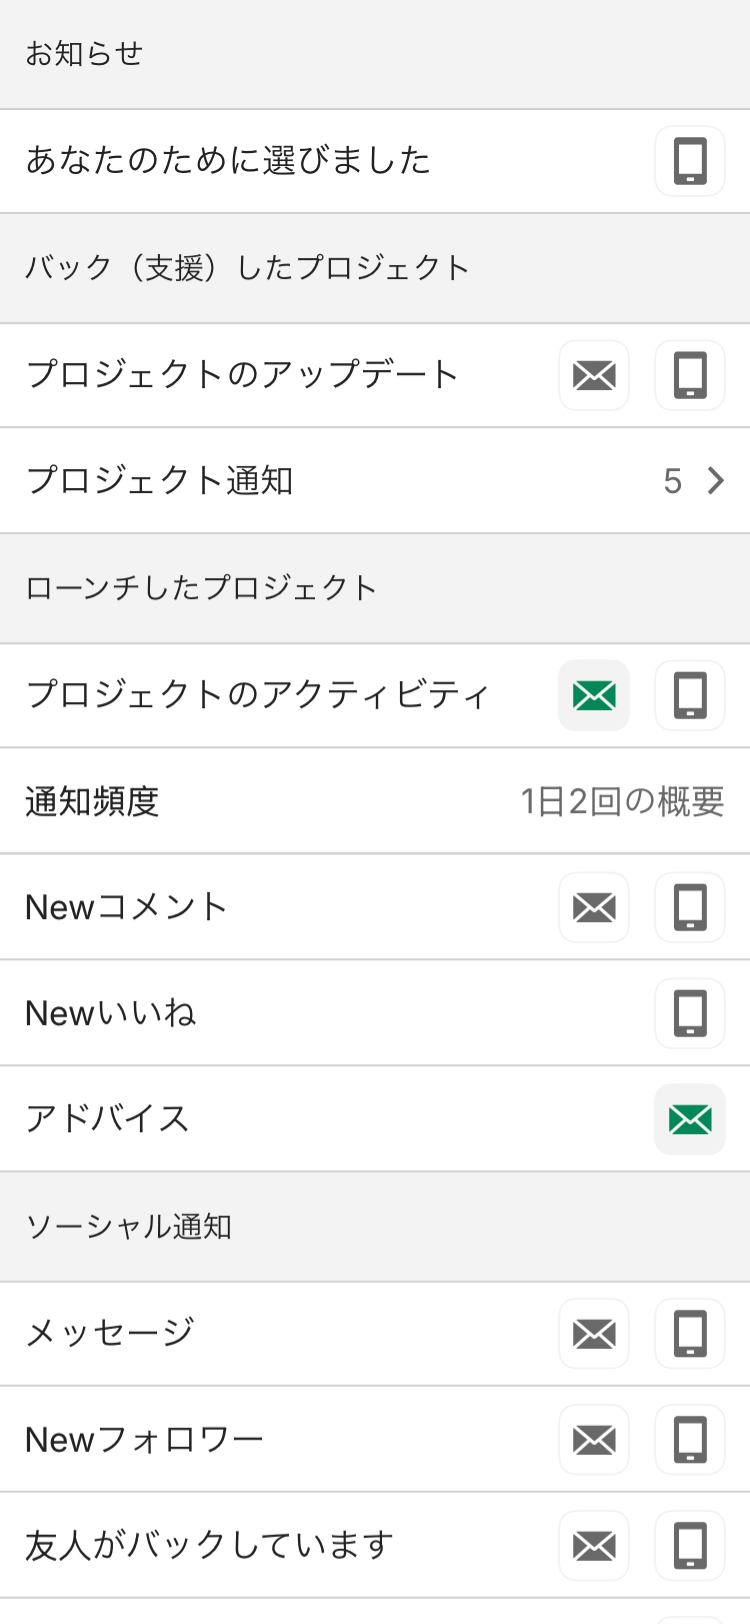 お知らせ
あなたのために選びました
バック（支援）したプロジェクト
プロジェクトのアップデート
プロジェクト通知 5
ローンチしたプロジェクト
プロジェクトのアクティビティ
通知頻度 1日2回の概要
Newコメント
Newいいね
アドバイス
ソーシャル通知
メッセージ
Newフォロワー
友人がバックしています